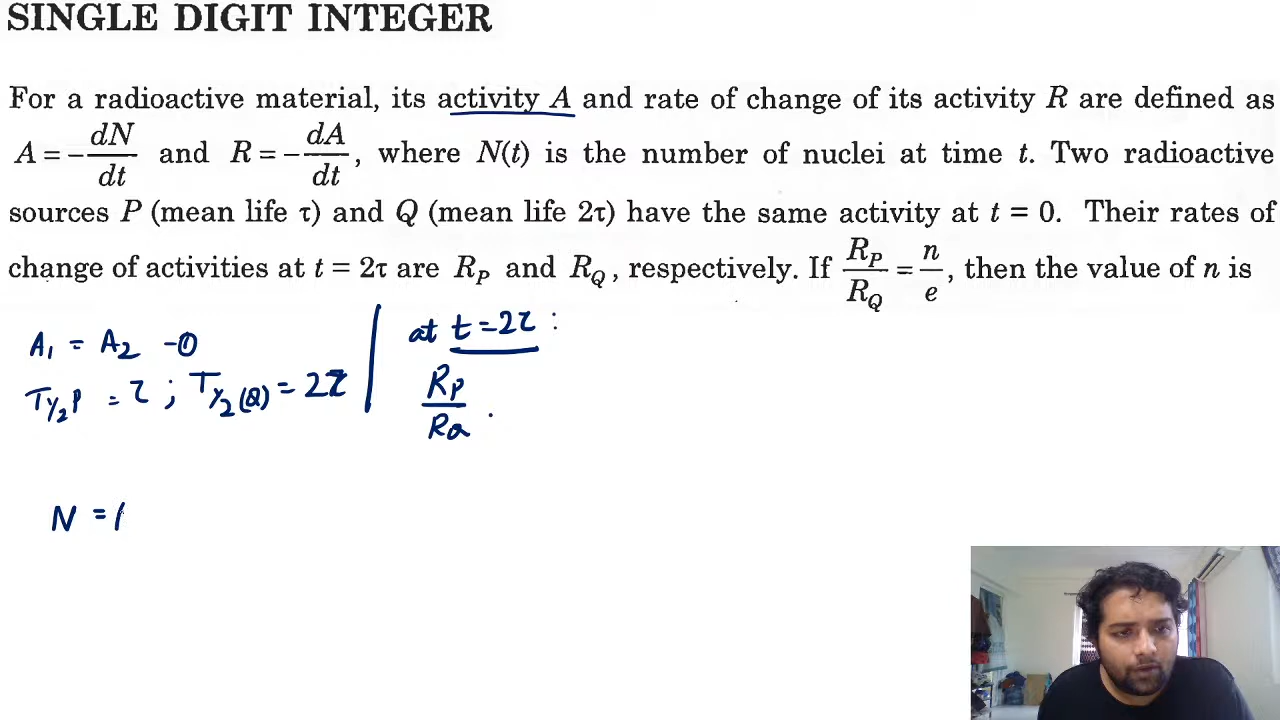 SINGLE DIGIT INTEGER
For a radioactive material, its activity A and rate of change of its activity R are defined as
A = -dN/dt and R = -dA/dt, where N(t) is the number of nuclei at time t. Two radioactive
sources P (mean life τ) and Q (mean life 2τ) have the same activity at t = 0. Their rates of
change of activities at t = 2τ are R_P and R_Q, respectively. If R_P/R_Q = n/e, then the value of n is
A₁ = A₂ -①
T_{1/2} P = τ ; T_{1/2}(Q) = 2τ
at t = 2τ :
R_P/R_Q
N =